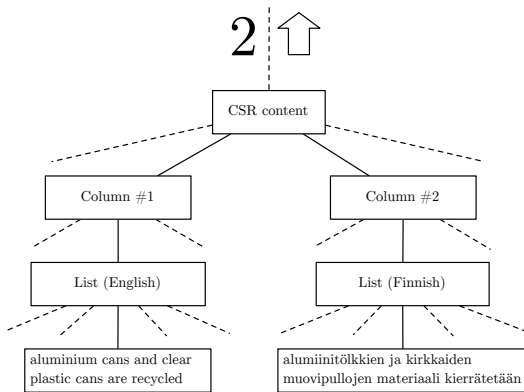 2
CSR content
Column #1
Column #2
List (English)
List (Finnish)
aluminium cans and clear
plastic cans are recycled
alumiinitölkkien ja kirkkaiden
muovipullojen materiaali kierrätetään